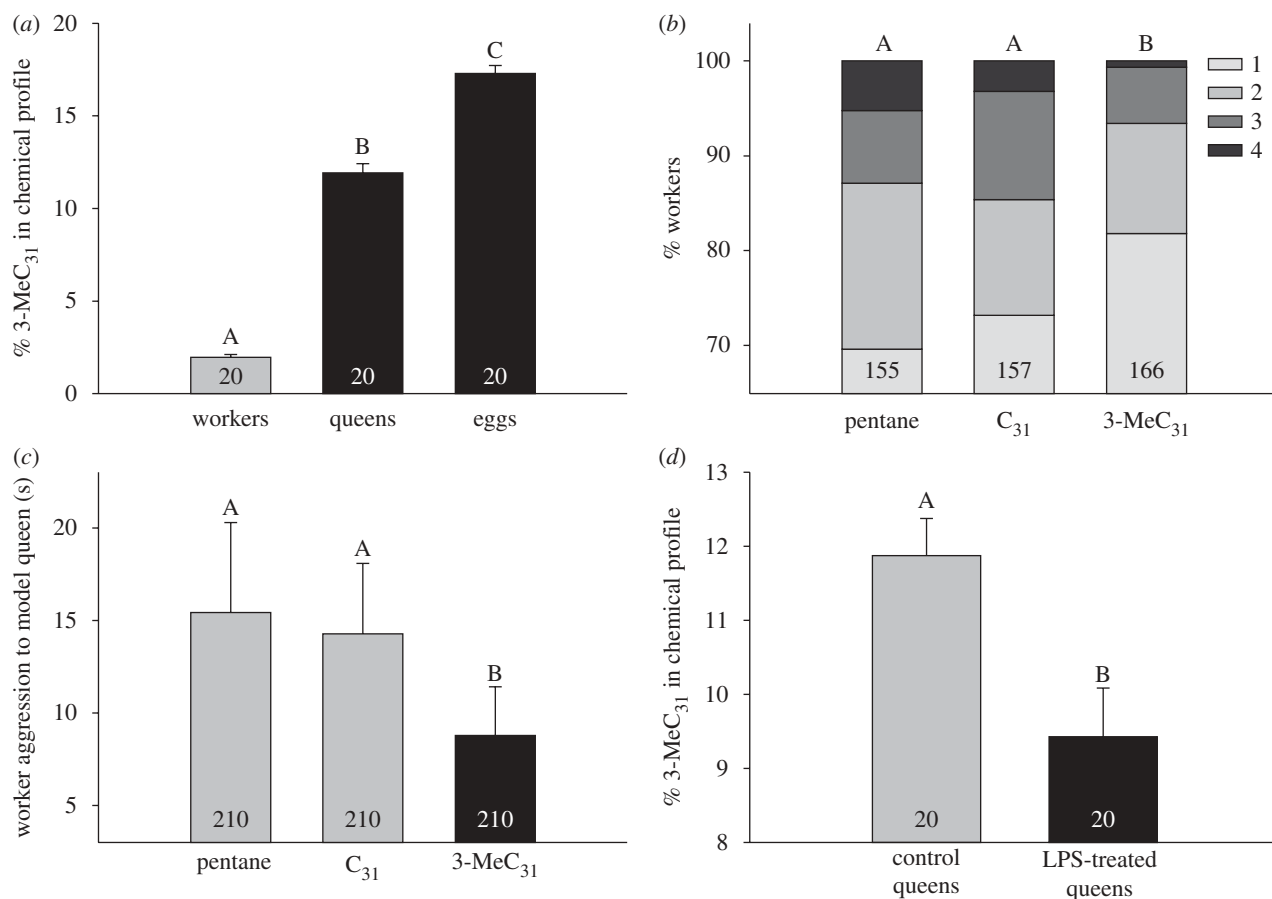 (a)
% 3-MeC₃₁ in chemical profile
20
15
10
5
0
A
B
C
20
20
20
workers
queens
eggs
(b)
% workers
100
90
80
70
A
A
B
1
2
3
4
155
157
166
pentane
C₃₁
3-MeC₃₁
(c)
worker aggression to model queen (s)
20
15
10
5
A
A
B
210
210
210
pentane
C₃₁
3-MeC₃₁
(d)
% 3-MeC₃₁ in chemical profile
13
12
11
10
9
8
A
B
20
20
control
queens
LPS-treated
queens